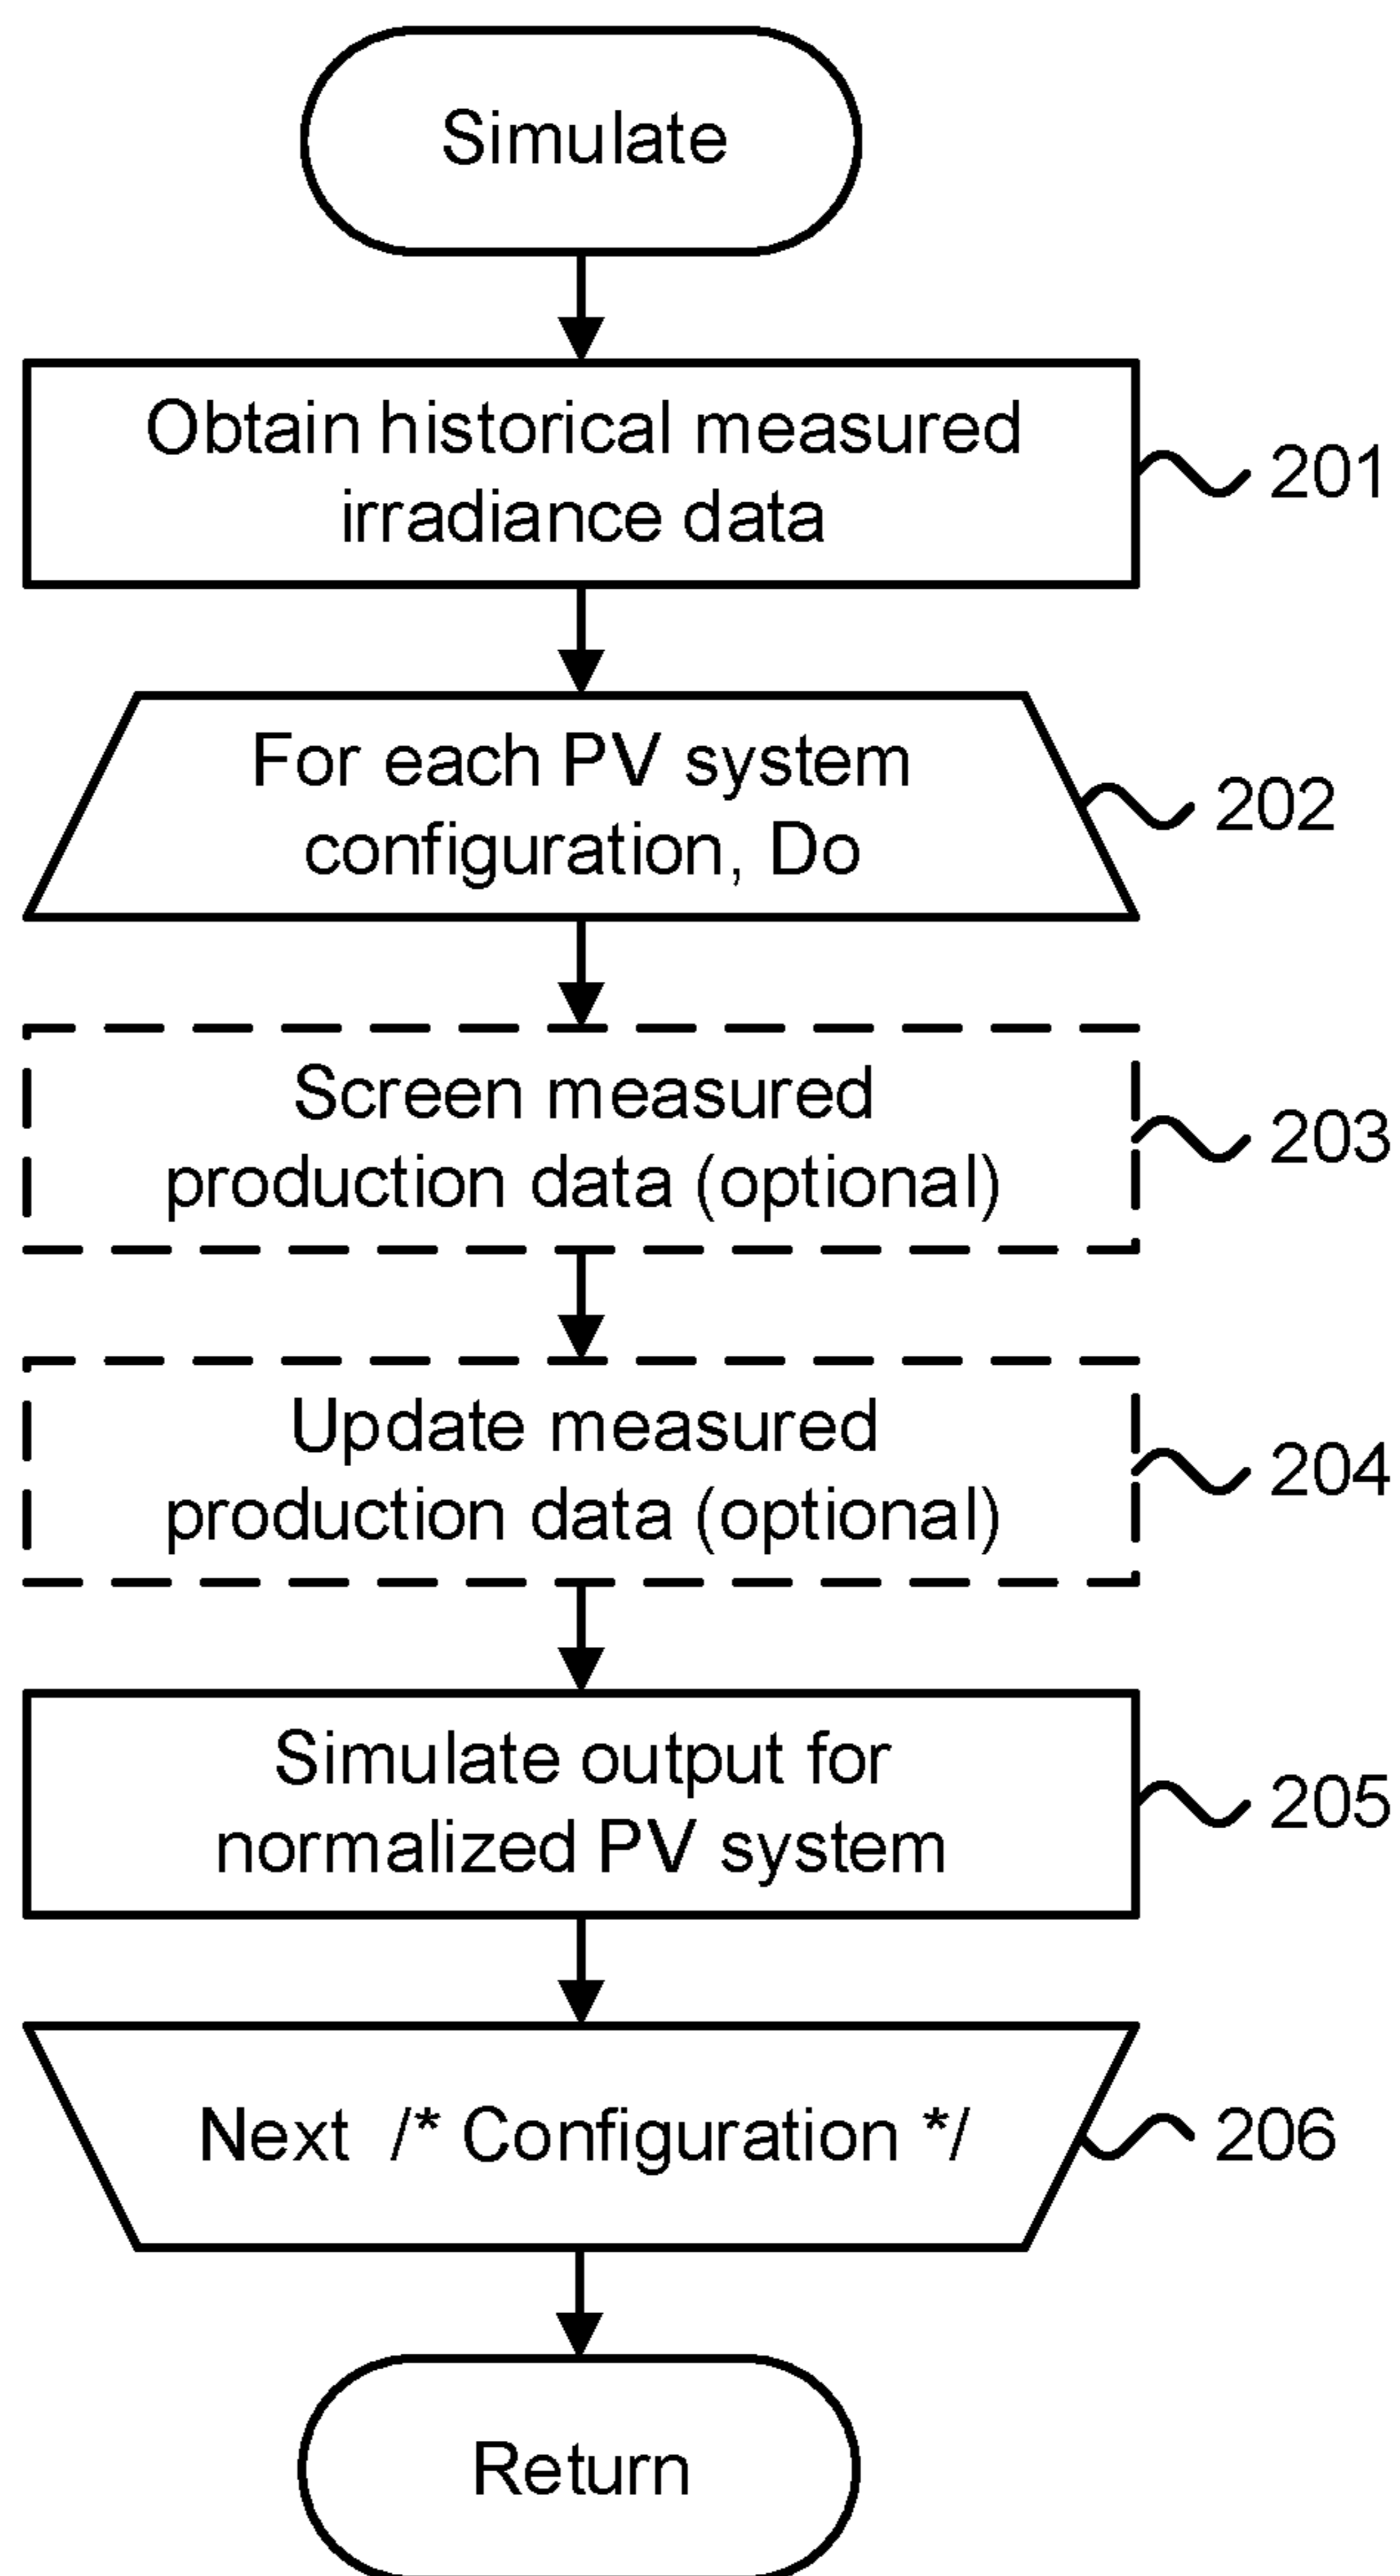 Simulate
Obtain historical measured
irradiance data
201
For each PV system
configuration, Do
202
Screen measured
production data (optional)
203
Update measured
production data (optional)
204
Simulate output for
normalized PV system
205
Next /* Configuration */
206
Return